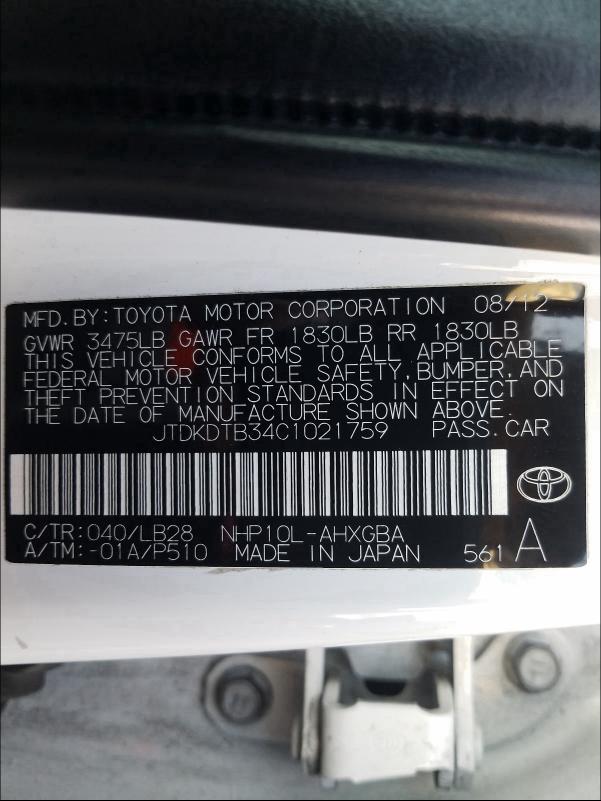 MFD.BY:TOYOTA MOTOR CORPORATION 08/12
GVWR 3475LB GAWR FR 1830LB RR 1830LB
THIS VEHICLE CONFORMS TO ALL APPLICABLE
FEDERAL MOTOR VEHICLE SAFETY,BUMPER,AND
THEFT PREVENTION STANDARDS IN EFFECT ON
THE DATE OF MANUFACTURE SHOWN ABOVE.
JTDKDTB34C1021759 PASS.CAR
C/TR:040/LB28 NHP10L-AHXGBA
A/TM:-01A/P510 MADE IN JAPAN 561 A